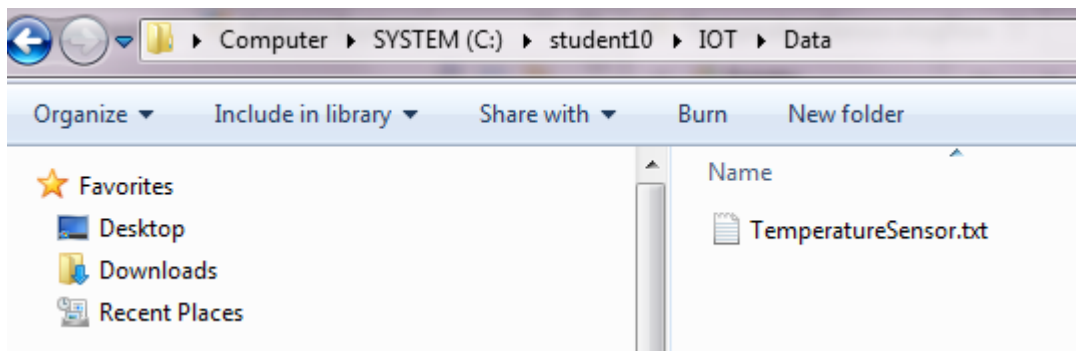 Computer SYSTEM (C:) student10 IOT Data
Organize Include in library Share with Burn New folder
Favorites
Desktop
Downloads
Recent Places
Name
TemperatureSensor.txt